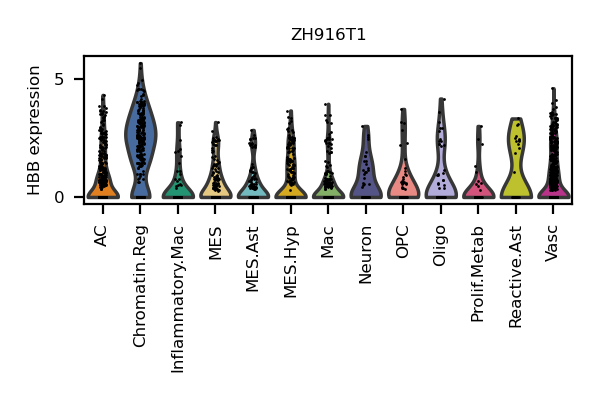 ZH916T1
HBB expression
5
0
AC
Chromatin.Reg
Inflammatory.Mac
MES
MES.Ast
MES.Hyp
Mac
Neuron
OPC
Oligo
Prolif.Metab
Reactive.Ast
Vasc